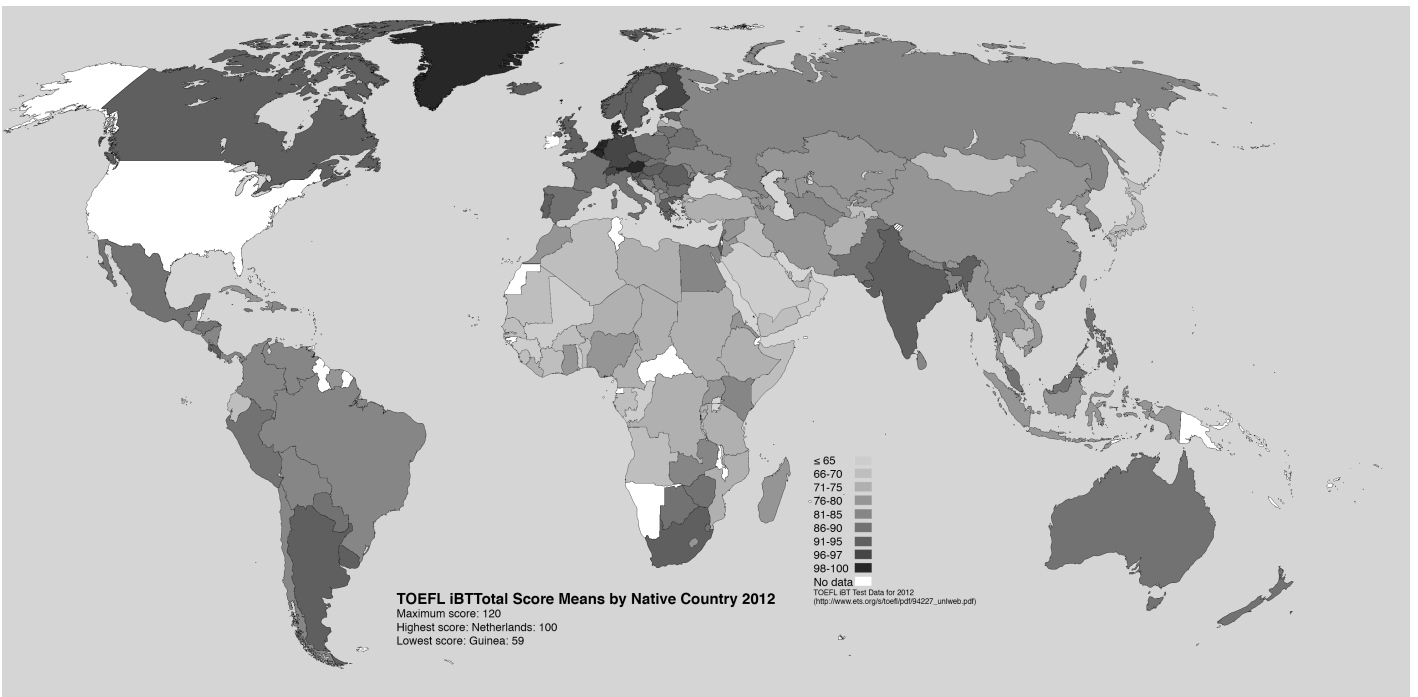 ≤ 65
66-70
71-75
76-80
81-85
86-90
91-95
96-97
98-100
No data
TOEFL iBT Test Data for 2012
(http://www.ets.org/s/toefl/pdf/94227_unlweb.pdf)
TOEFL iBTTotal Score Means by Native Country 2012
Maximum score: 120
Highest score: Netherlands: 100
Lowest score: Guinea: 59